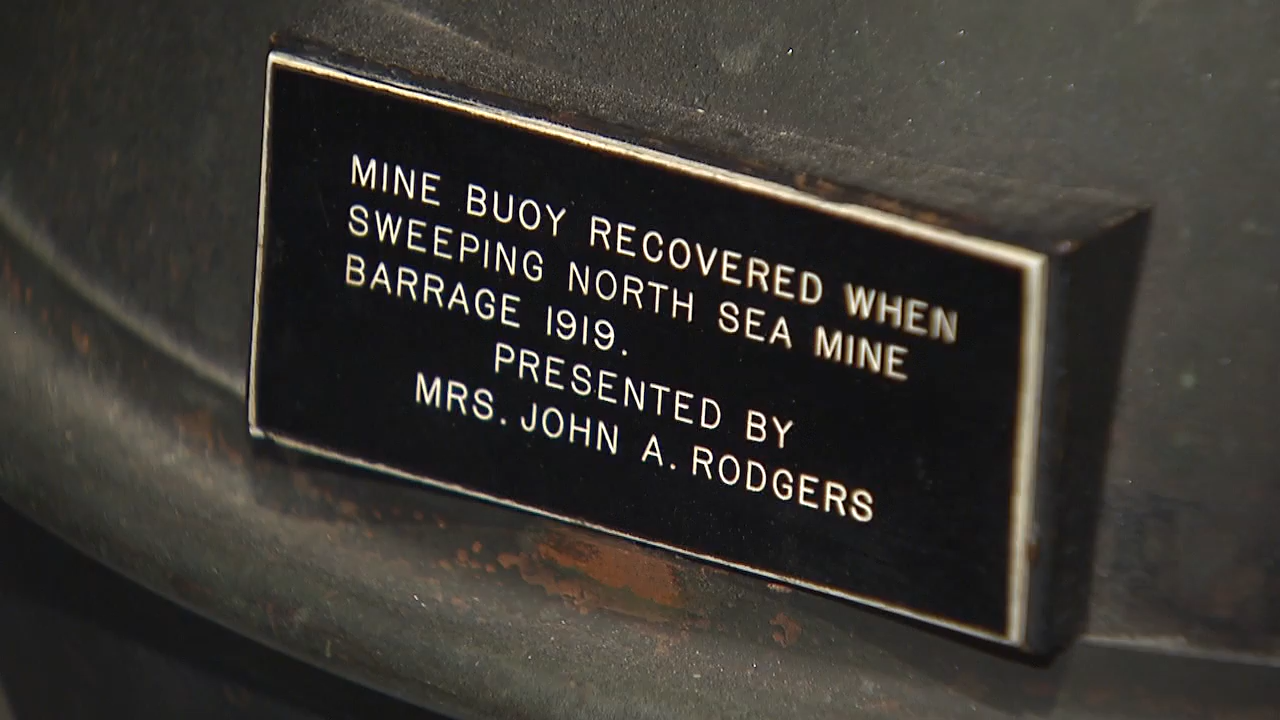 MINE BUOY RECOVERED WHEN
SWEEPING NORTH SEA MINE
BARRAGE 1919.
PRESENTED BY
MRS. JOHN A. RODGERS